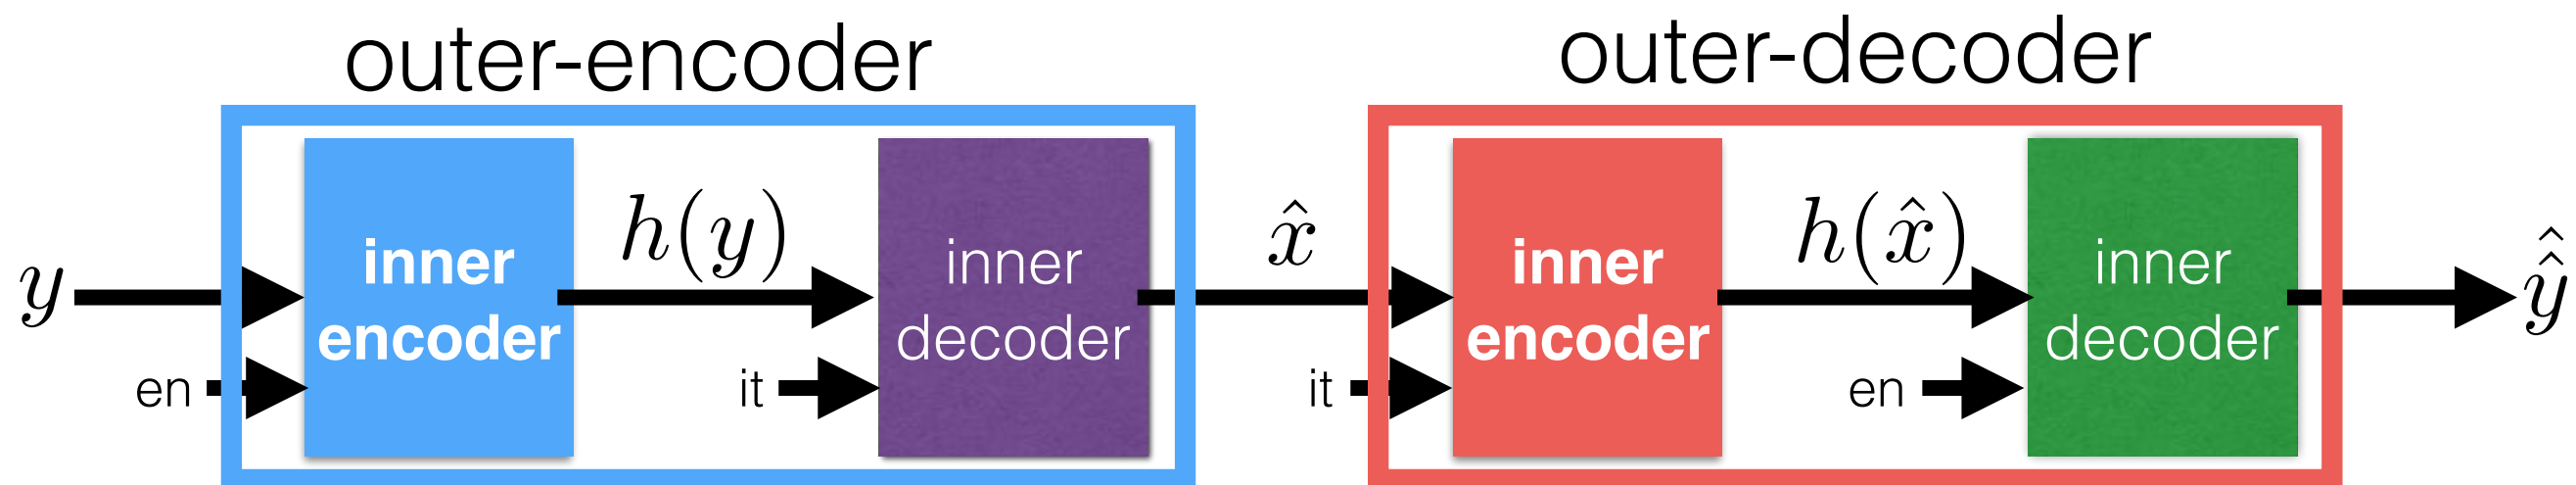 outer-encoder
outer-decoder
y
en
inner
encoder
h(y)
it
inner
decoder
x̂
it
inner
encoder
h(x̂)
en
inner
decoder
ŷ̂